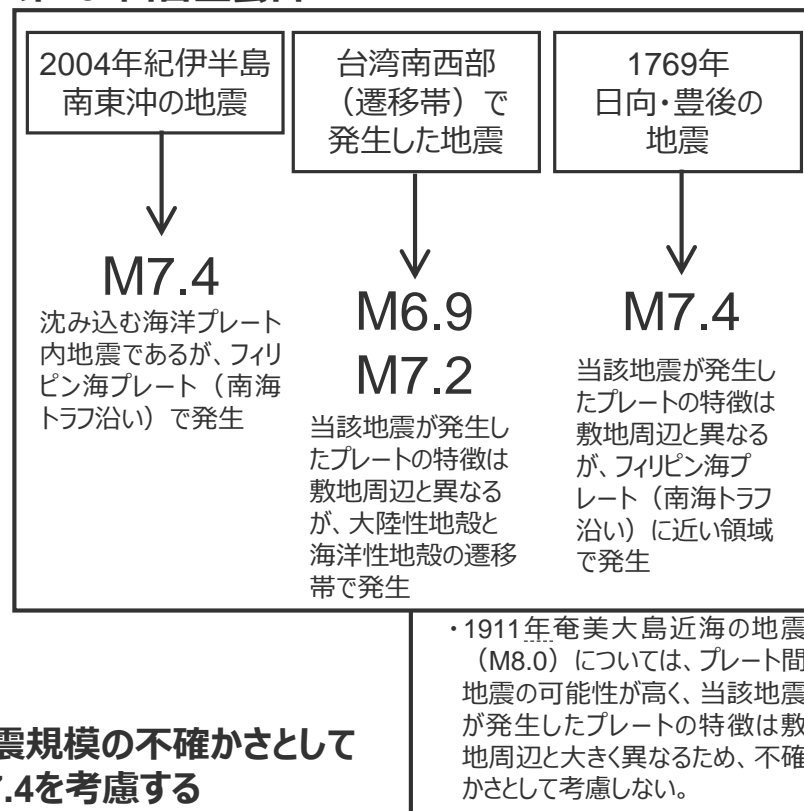 2004年紀伊半島
南東沖の地震
M7.4
沈み込む海洋プレート
内地震であるが、フィリ
ピン海プレート（南海
トラフ沿い）で発生
台湾南西部
（遷移帯）で
発生した地震
M6.9
M7.2
当該地震が発生し
たプレートの特徴は
敷地周辺と異なる
が、大陸性地殻と
海洋性地殻の遷移
帯で発生
1769年
日向・豊後の
地震
M7.4
当該地震が発生し
たプレートの特徴は
敷地周辺と異なる
が、フィリピン海プ
レート（南海トラフ
沿い）に近い領域
で発生
・1911年奄美大島近海の地震
（M8.0）については、プレート間
地震の可能性が高く、当該地震
が発生したプレートの特徴は敷
地周辺と大きく異なるため、不確
かさとして考慮しない。
震規模の不確かさとして
7.4を考慮する